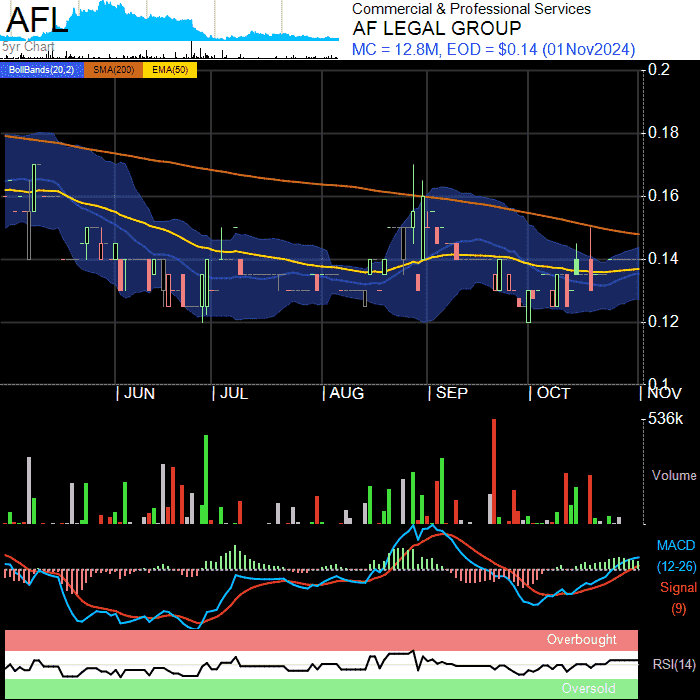 AFL
5yr Chart
Commercial & Professional Services
AF LEGAL GROUP
MC = 12.8M, EOD = $0.14 (01Nov2024)
BollBands(20,2) SMA(200) EMA(50)
0.2
0.18
0.16
0.14
0.12
0.1
| JUN | JUL | AUG | SEP | OCT | NOV
536k
Volume
MACD
(12-26)
Signal
(9)
Overbought
RSI(14)
Oversold